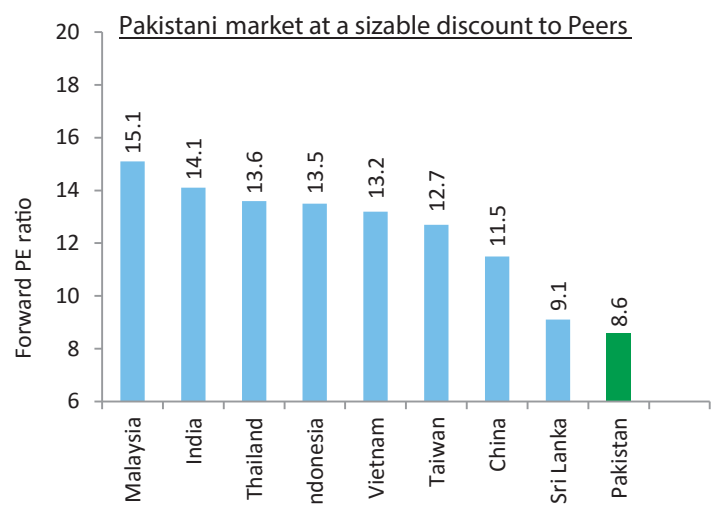 Pakistani market at a sizable discount to Peers
Forward PE ratio
20
18
16
14
12
10
8
6
15.1
14.1
13.6
13.5
13.2
12.7
11.5
9.1
8.6
Malaysia
India
Thailand
ndonesia
Vietnam
Taiwan
China
Sri Lanka
Pakistan